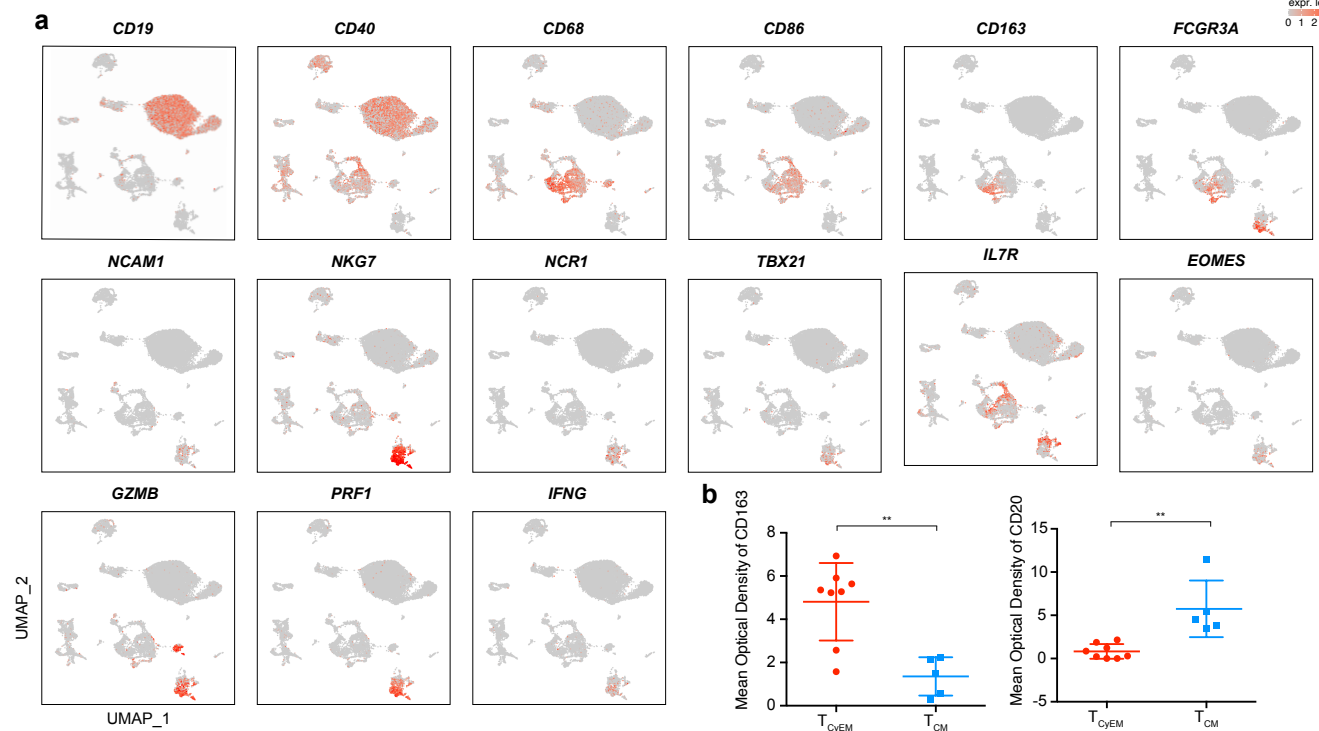 a
expr. le
0 1 2
CD19 CD40 CD68 CD86 CD163 FCGR3A
NCAM1 NKG7 NCR1 TBX21 IL7R EOMES
GZMB PRF1 IFNG
UMAP_2
UMAP_1
b
Mean Optical Density of CD163
8
6
4
2
0
**
TCyEM TCM
Mean Optical Density of CD20
15
10
5
0
-5
**
TCyEM TCM